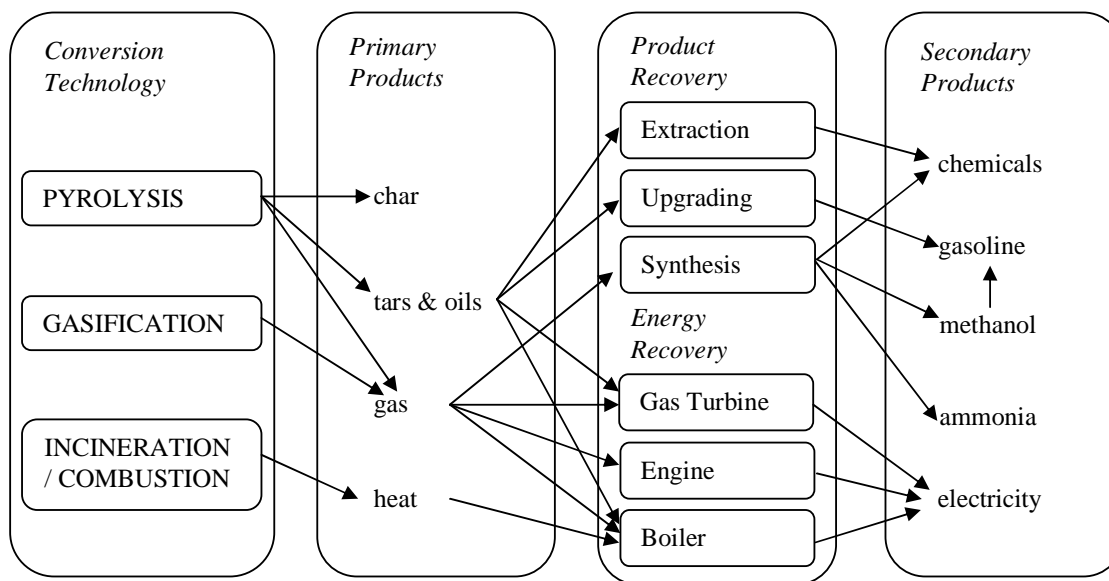 Conversion
Technology
PYROLYSIS
GASIFICATION
INCINERATION
/ COMBUSTION
Primary
Products
char
tars & oils
gas
heat
Product
Recovery
Extraction
Upgrading
Synthesis
Energy
Recovery
Gas Turbine
Engine
Boiler
Secondary
Products
chemicals
gasoline
methanol
ammonia
electricity